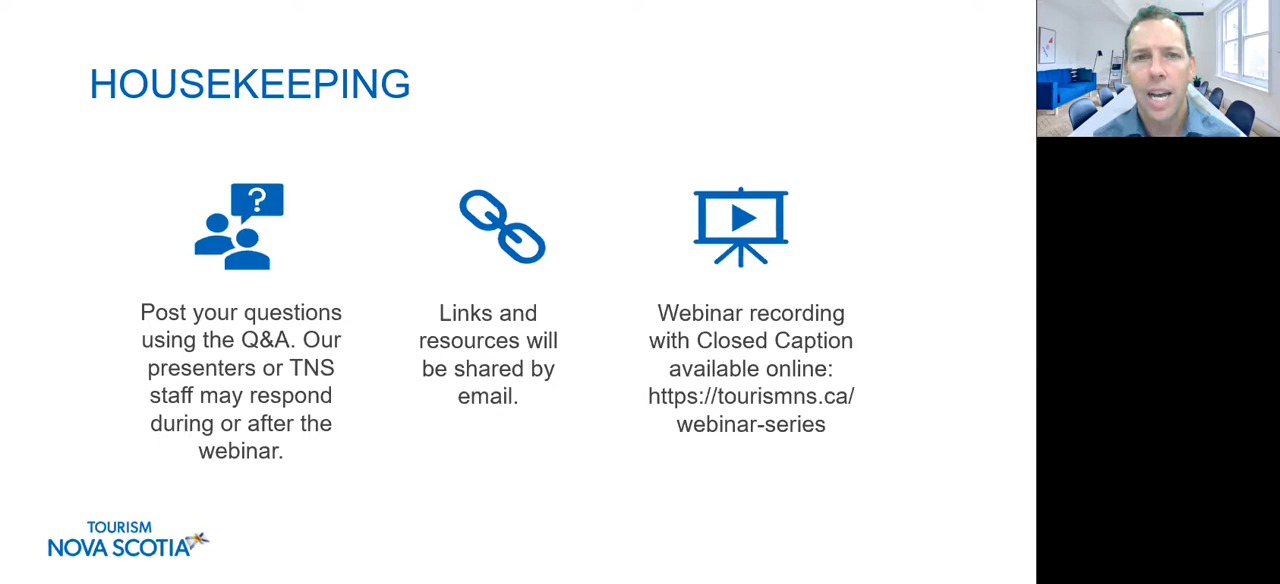 HOUSEKEEPING
?
Post your questions
using the Q&A. Our
presenters or TNS
staff may respond
during or after the
webinar.
Links and
resources will
be shared by
email.
Webinar recording
with Closed Caption
available online:
https://tourismns.ca/
webinar-series
TOURISM
NOVA SCOTIA